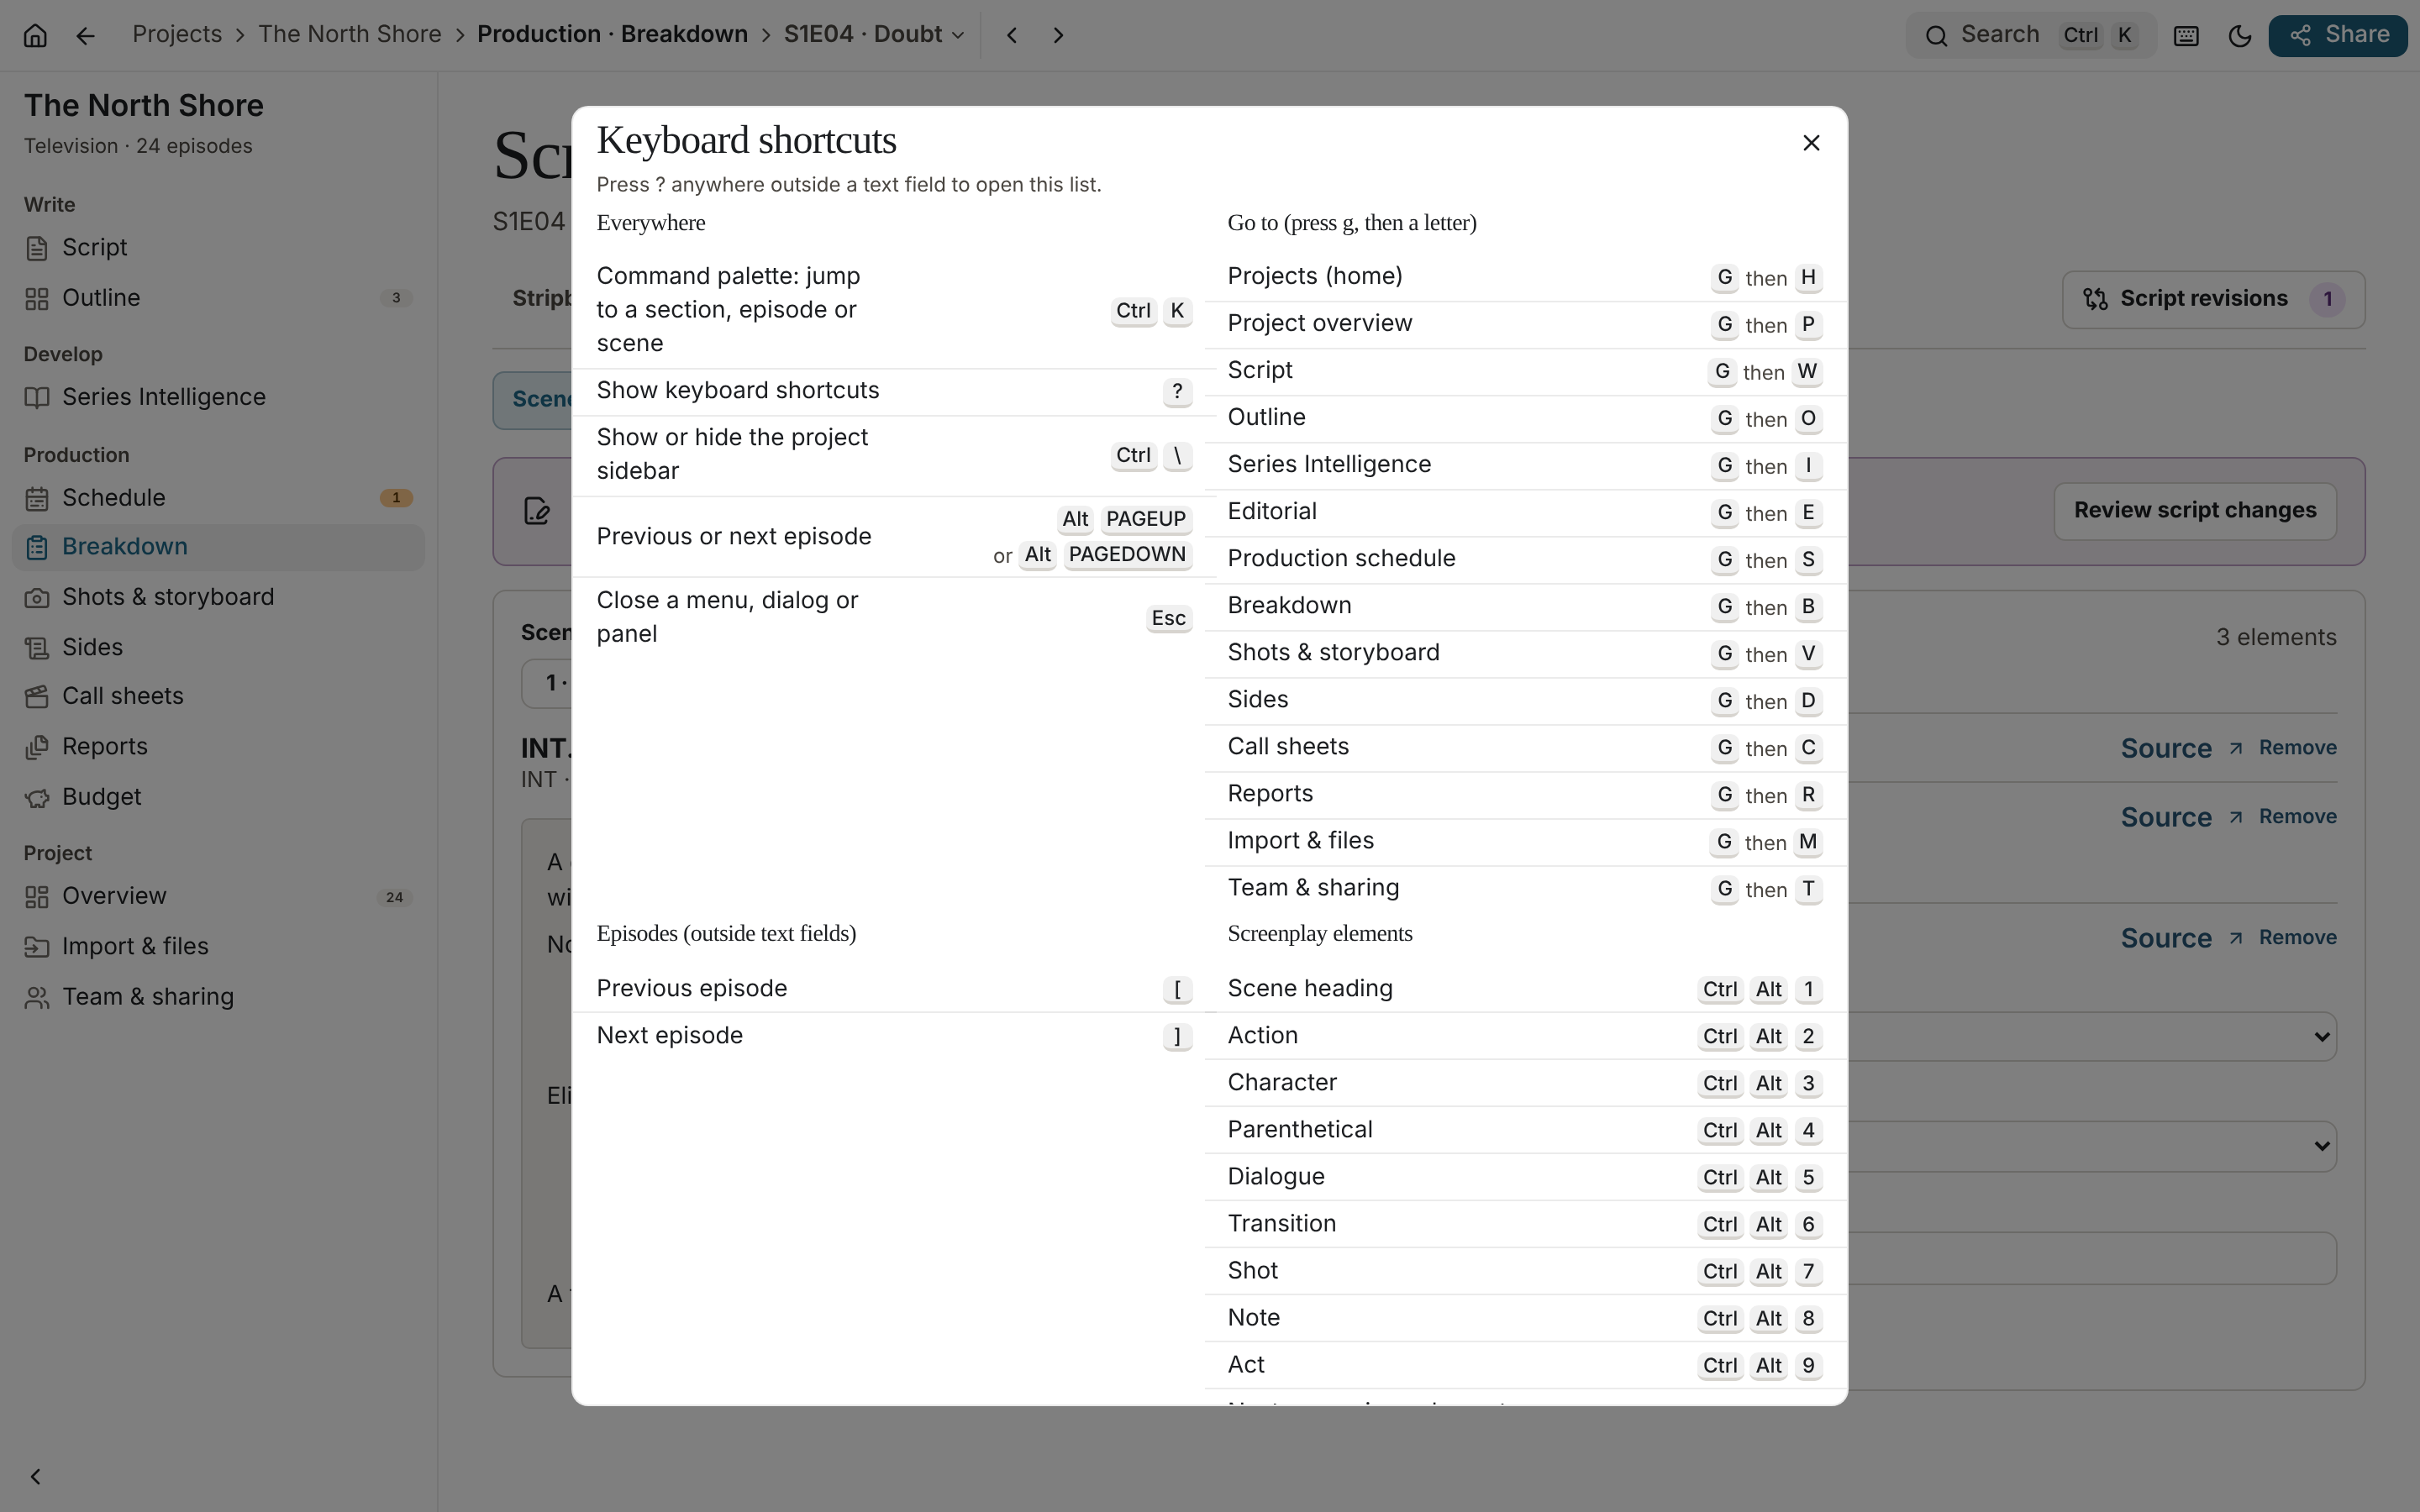 Projects > The North Shore > Production · Breakdown > S1E04 · Doubt
Search Ctrl K
Share
The North Shore
Television · 24 episodes
Write
Script
Outline 3
Develop
Series Intelligence
Production
Schedule 1
Breakdown
Shots & storyboard
Sides
Call sheets
Reports
Budget
Project
Overview 24
Import & files
Team & sharing
S1E04
Script revisions 1
Review script changes
3 elements
1 ·
INT.
INT ·
Source Remove
Source Remove
Source Remove
A
No
Keyboard shortcuts
Press ? anywhere outside a text field to open this list.
Everywhere
Command palette: jump
to a section, episode or
scene
Ctrl K
Show keyboard shortcuts ?
Show or hide the project
sidebar
Ctrl \
Previous or next episode
Alt PAGEUP
or Alt PAGEDOWN
Close a menu, dialog or
panel
Esc
Go to (press g, then a letter)
Projects (home) G then H
Project overview G then P
Script G then W
Outline G then O
Series Intelligence G then I
Editorial G then E
Production schedule G then S
Breakdown G then B
Shots & storyboard G then V
Sides G then D
Call sheets G then C
Reports G then R
Import & files G then M
Team & sharing G then T
Episodes (outside text fields)
Previous episode [
Next episode ]
Screenplay elements
Scene heading Ctrl Alt 1
Action Ctrl Alt 2
Character Ctrl Alt 3
Parenthetical Ctrl Alt 4
Dialogue Ctrl Alt 5
Transition Ctrl Alt 6
Shot Ctrl Alt 7
Note Ctrl Alt 8
Act Ctrl Alt 9